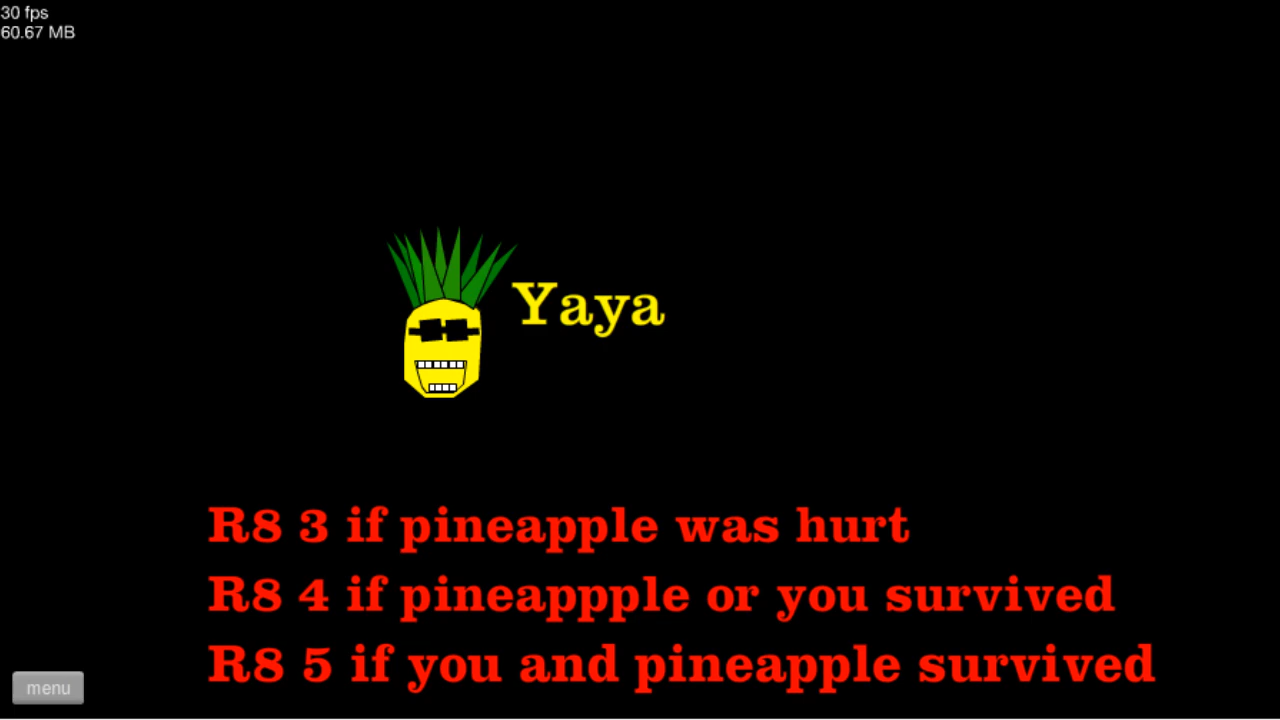 30 fps
60.67 MB
Yaya
R8 3 if pineapple was hurt
R8 4 if pineappple or you survived
R8 5 if you and pineapple survived
menu